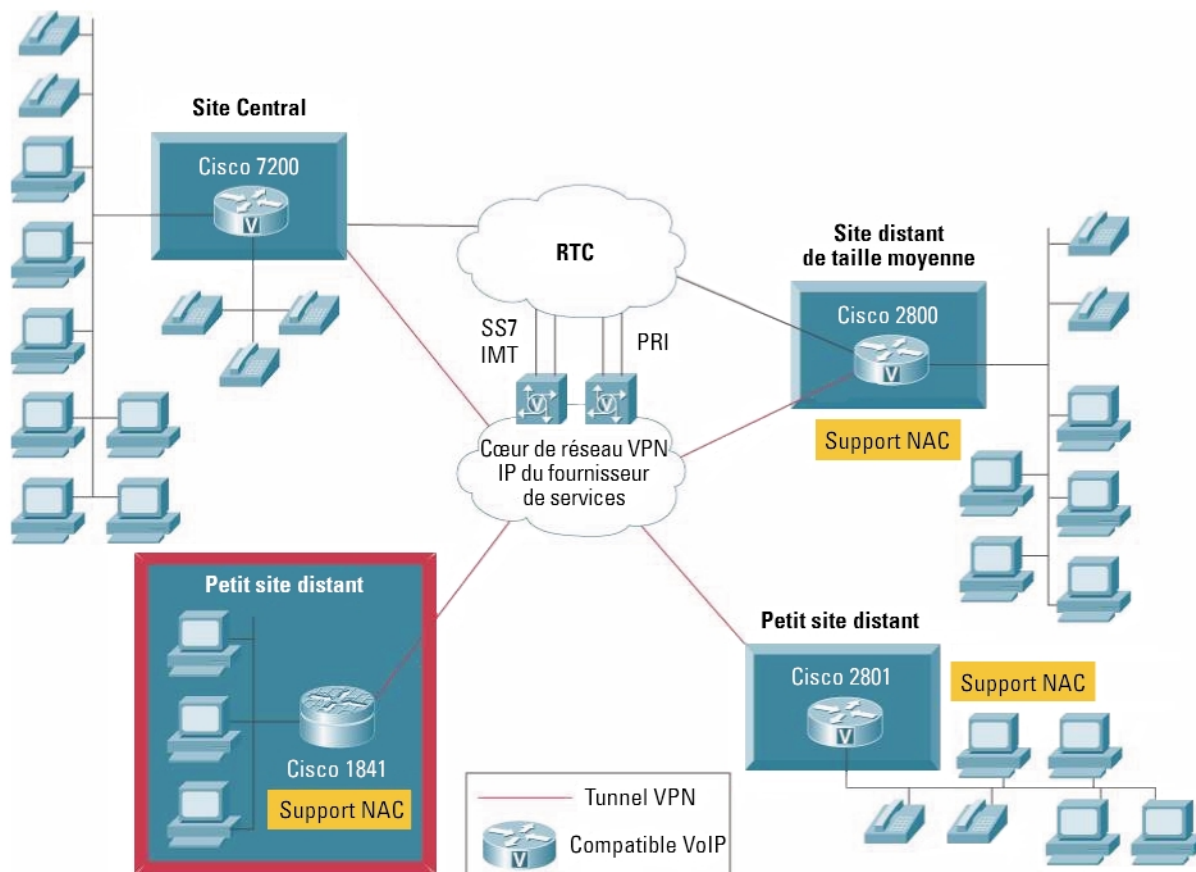 Site Central
Cisco 7200
RTC
Site distant
de taille moyenne
Cisco 2800
V
V
SS7
IMT
PRI
V
V
Support NAC
Cœur de réseau VPN
IP du fournisseur
de services
Petit site distant
Cisco 1841
Support NAC
Petit site distant
Cisco 2801
V
Support NAC
Tunnel VPN
V
Compatible VoIP